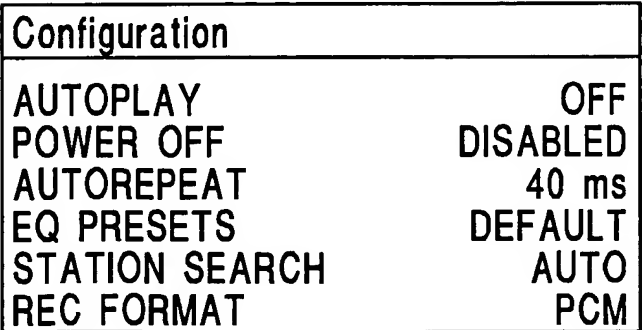 Configuration
AUTOPLAY OFF
POWER OFF DISABLED
AUTOREPEAT 40 ms
EQ PRESETS DEFAULT
STATION SEARCH AUTO
REC FORMAT PCM